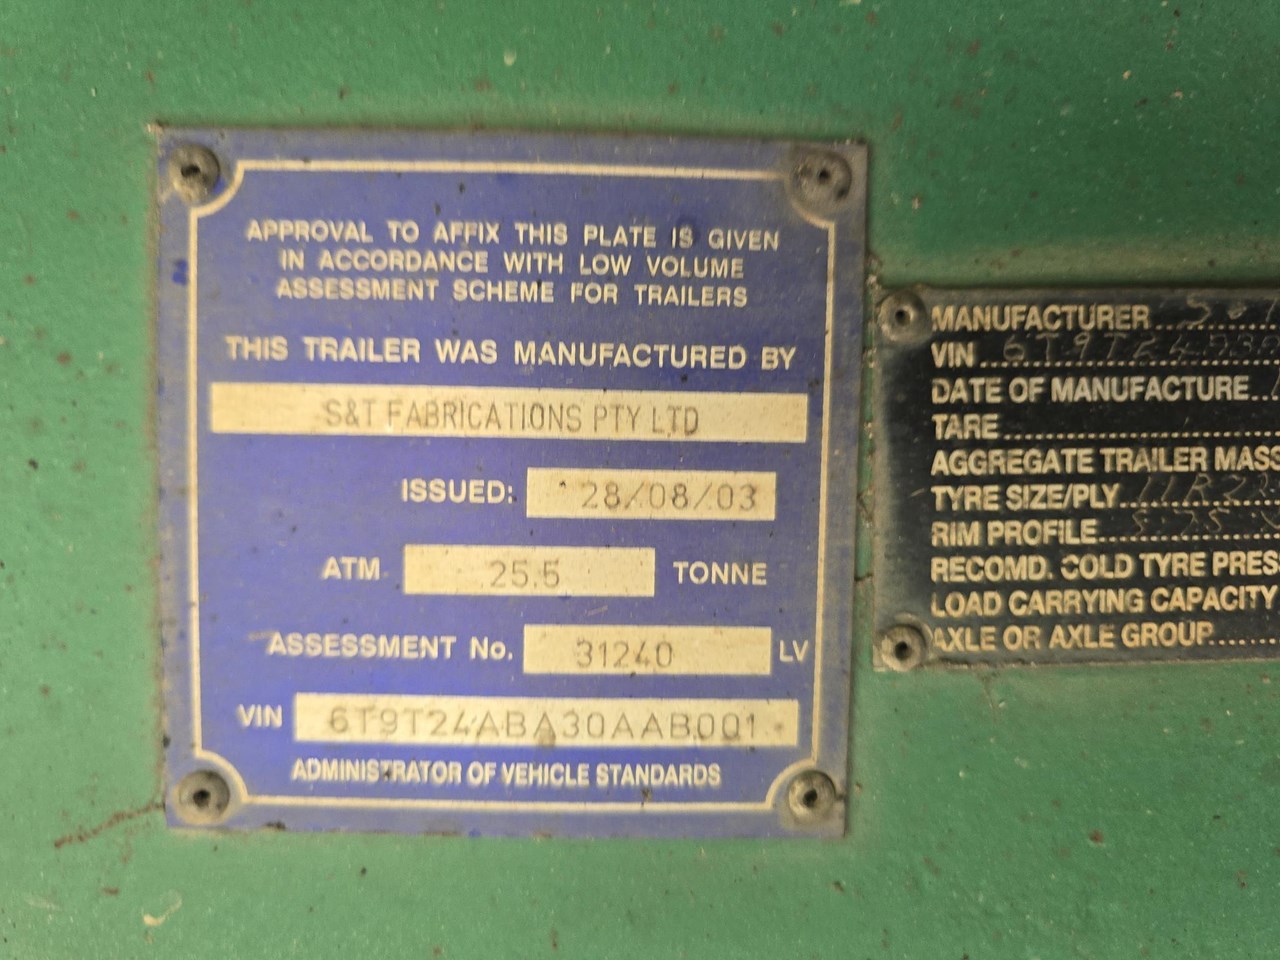 APPROVAL TO AFFIX THIS PLATE IS GIVEN
IN ACCORDANCE WITH LOW VOLUME
ASSESSMENT SCHEME FOR TRAILERS
THIS TRAILER WAS MANUFACTURED BY
S&T FABRICATIONS PTY LTD
ISSUED: 28/08/03
ATM 25.5 TONNE
ASSESSMENT No. 31240 LV
VIN 6T9T24ABA30AAB001
ADMINISTRATOR OF VEHICLE STANDARDS
MANUFACTURER
VIN
DATE OF MANUFACTURE
TARE
AGGREGATE TRAILER MASS
TYRE SIZE/PLY
RIM PROFILE
RECOMD. COLD TYRE PRES
LOAD CARRYING CAPACITY
AXLE OR AXLE GROUP